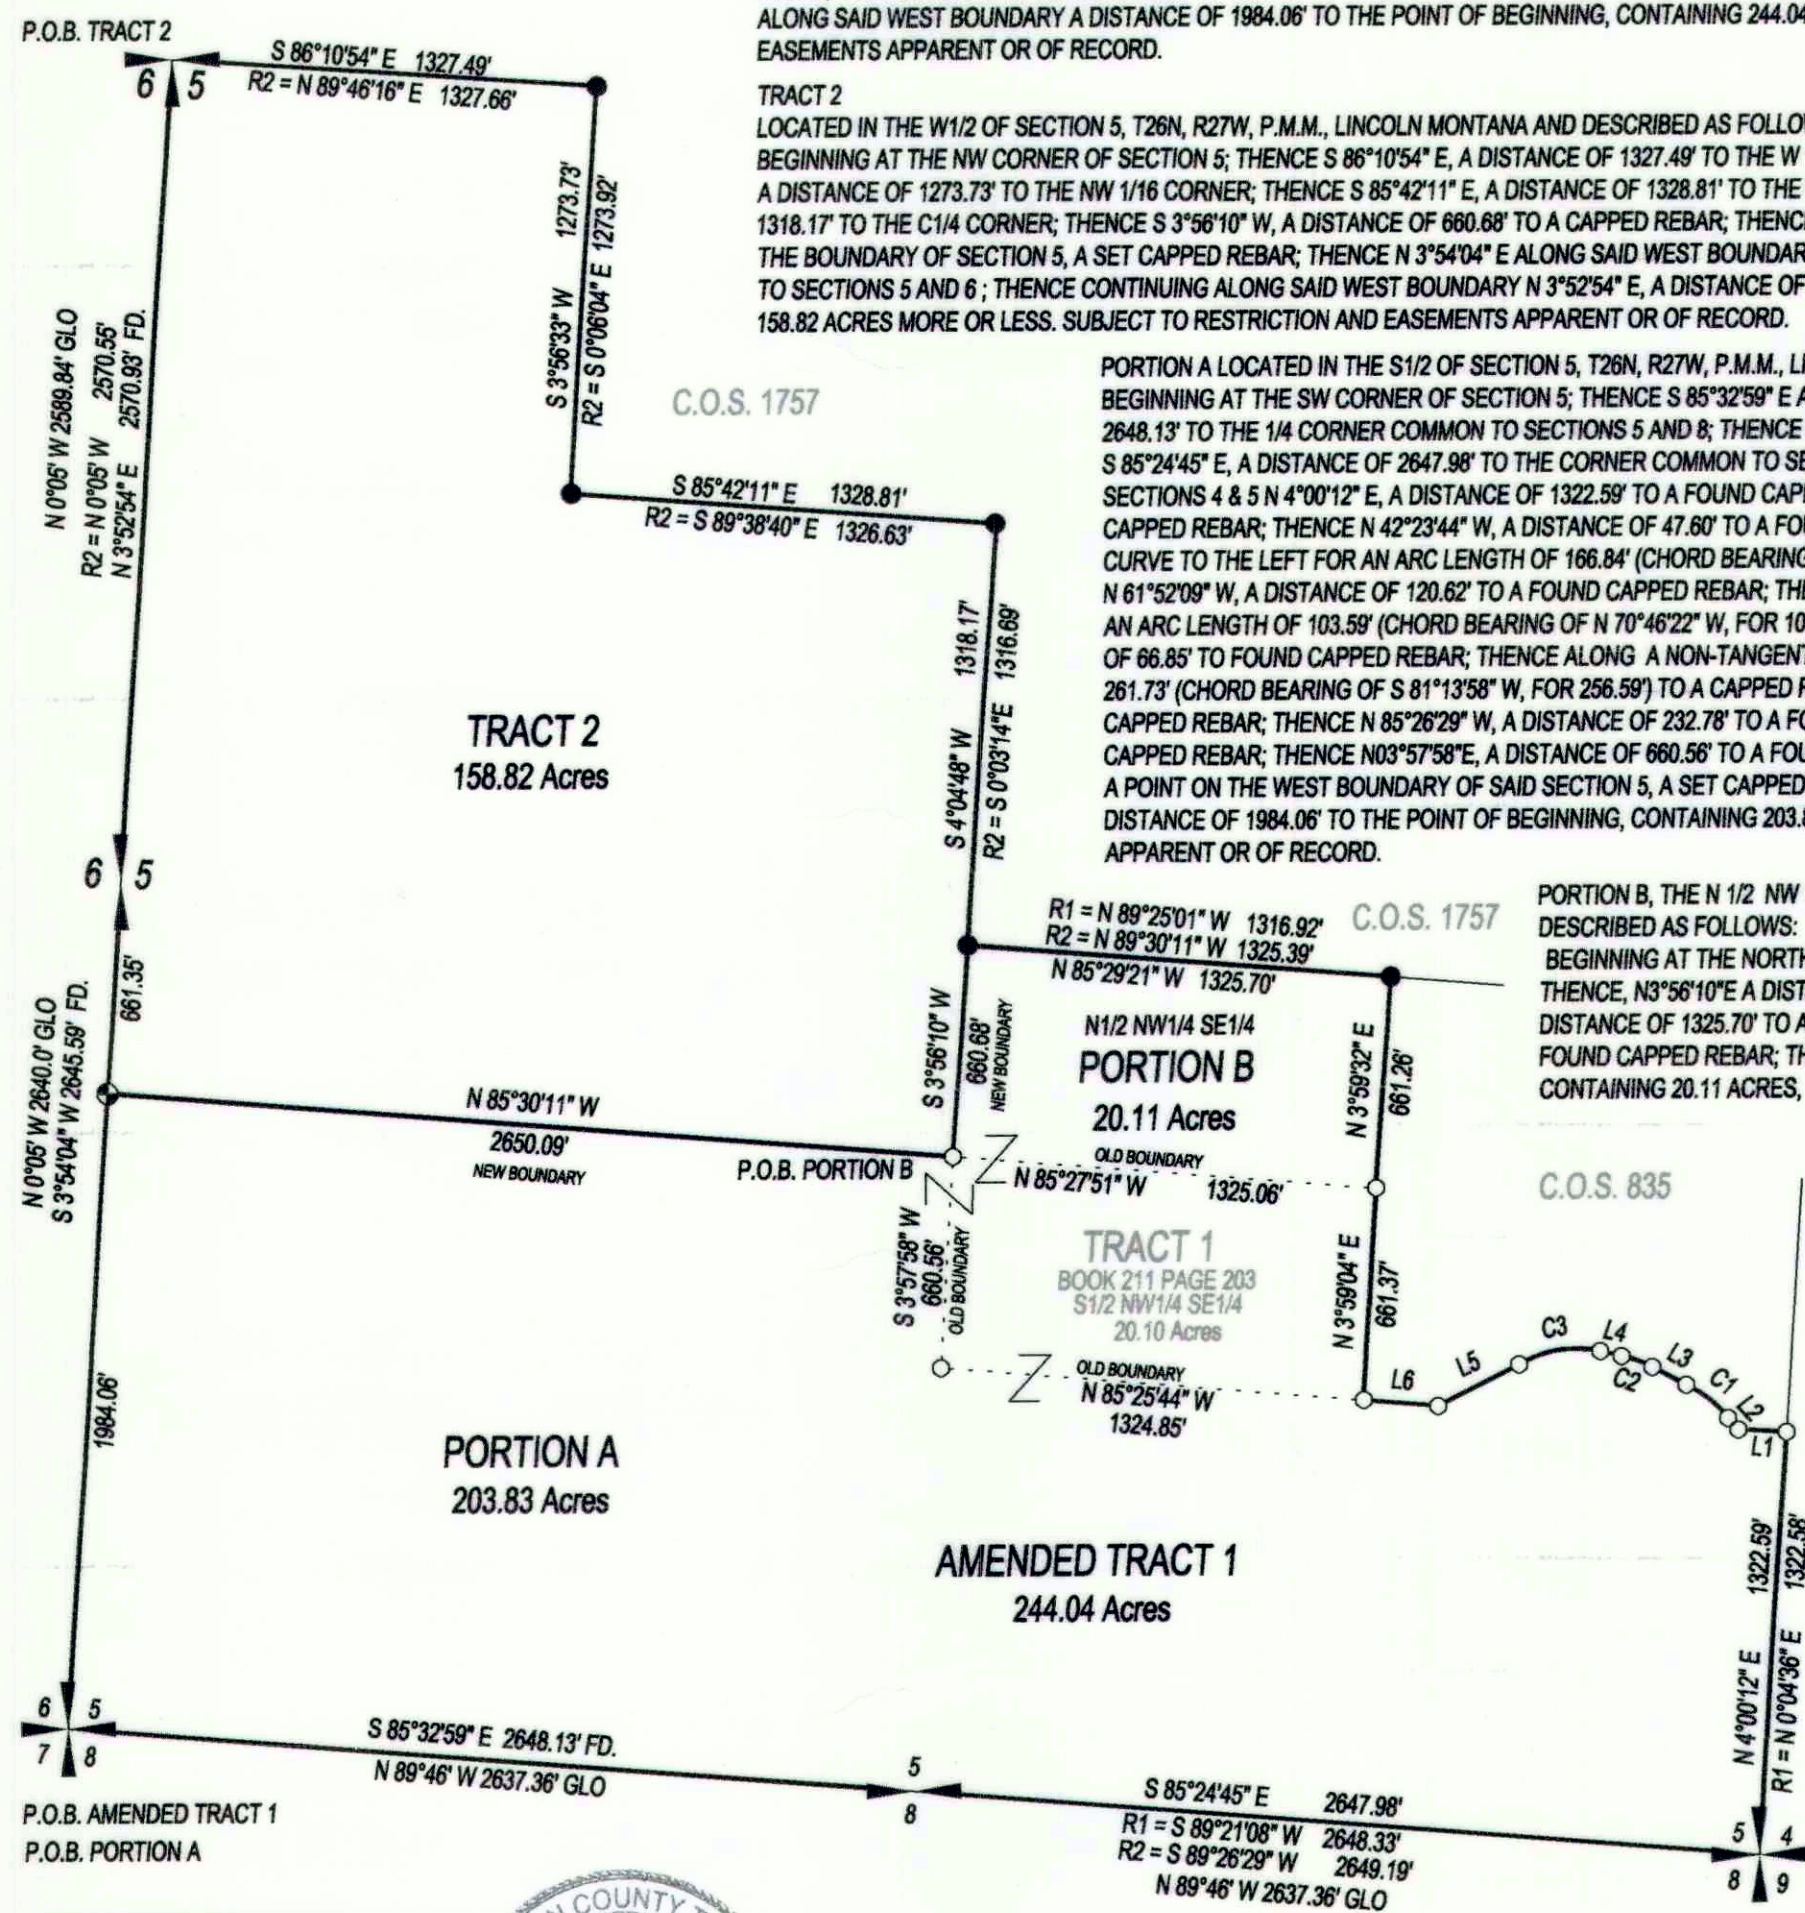 ALONG SAID WEST BOUNDARY A DISTANCE OF 1984.06' TO THE POINT OF BEGINNING, CONTAINING 244.04
EASEMENTS APPARENT OR OF RECORD.
TRACT 2
LOCATED IN THE W1/2 OF SECTION 5, T26N, R27W, P.M.M., LINCOLN MONTANA AND DESCRIBED AS FOLLO
BEGINNING AT THE NW CORNER OF SECTION 5; THENCE S 86°10'54" E, A DISTANCE OF 1327.49' TO THE W
A DISTANCE OF 1273.73' TO THE NW 1/16 CORNER; THENCE S 85°42'11" E, A DISTANCE OF 1328.81' TO THE
1318.17' TO THE C1/4 CORNER; THENCE S 3°56'10" W, A DISTANCE OF 660.68' TO A CAPPED REBAR; THENC
THE BOUNDARY OF SECTION 5, A SET CAPPED REBAR; THENCE N 3°54'04" E ALONG SAID WEST BOUNDAR
TO SECTIONS 5 AND 6 ; THENCE CONTINUING ALONG SAID WEST BOUNDARY N 3°52'54" E, A DISTANCE OF
158.82 ACRES MORE OR LESS. SUBJECT TO RESTRICTION AND EASEMENTS APPARENT OR OF RECORD.
PORTION A LOCATED IN THE S1/2 OF SECTION 5, T26N, R27W, P.M.M., L
BEGINNING AT THE SW CORNER OF SECTION 5; THENCE S 85°32'59" E A
2648.13' TO THE 1/4 CORNER COMMON TO SECTIONS 5 AND 8; THENCE
S 85°24'45" E, A DISTANCE OF 2647.98' TO THE CORNER COMMON TO SE
SECTIONS 4 & 5 N 4°00'12" E, A DISTANCE OF 1322.59' TO A FOUND CAP
CAPPED REBAR; THENCE N 42°23'44" W, A DISTANCE OF 47.60' TO A FO
CURVE TO THE LEFT FOR AN ARC LENGTH OF 166.84' (CHORD BEARING
N 61°52'09" W, A DISTANCE OF 120.62' TO A FOUND CAPPED REBAR; THE
AN ARC LENGTH OF 103.59' (CHORD BEARING OF N 70°46'22" W, FOR 10
OF 66.85' TO FOUND CAPPED REBAR; THENCE ALONG A NON-TANGENT
261.73' (CHORD BEARING OF S 81°13'58" W, FOR 256.59') TO A CAPPED R
CAPPED REBAR; THENCE N 85°26'29" W, A DISTANCE OF 232.78' TO A FO
CAPPED REBAR; THENCE N03°57'58"E, A DISTANCE OF 660.56' TO A FOU
A POINT ON THE WEST BOUNDARY OF SAID SECTION 5, A SET CAPPED
DISTANCE OF 1984.06' TO THE POINT OF BEGINNING, CONTAINING 203.8
APPARENT OR OF RECORD.
PORTION B, THE N 1/2 NW
DESCRIBED AS FOLLOWS:
BEGINNING AT THE NORTH
THENCE, N3°56'10"E A DIST
DISTANCE OF 1325.70' TO A
FOUND CAPPED REBAR; TH
CONTAINING 20.11 ACRES,
P.O.B. TRACT 2
6 5
S 86°10'54" E 1327.49'
R2 = N 89°46'16" E 1327.66'
S 3°56'33" W 1273.73'
R2 = S 0°06'04" E 1273.92'
N 0°05' W 2589.84' GLO
R2 = N 0°05' W 2570.55'
N 3°52'54" E 2570.93' FD.
C.O.S. 1757
S 85°42'11" E 1328.81'
R2 = S 89°38'40" E 1326.63'
TRACT 2
158.82 Acres
S 4°04'48" W 1318.17'
R2 = S 0°03'14"E 1316.69'
6 5
661.35'
N 0°05' W 2640.0' GLO
S 3°54'04" W 2645.59' FD.
R1 = N 89°25'01" W 1316.92'
R2 = N 89°30'11" W 1325.39'
N 85°29'21" W 1325.70'
C.O.S. 1757
S 3°56'10" W
660.68'
NEW BOUNDARY
N1/2 NW1/4 SE1/4
PORTION B
20.11 Acres
N 3°59'32" E
661.26'
N 85°30'11" W
2650.09'
NEW BOUNDARY
P.O.B. PORTION B
OLD BOUNDARY
N 85°27'51" W 1325.06'
C.O.S. 835
S 3°57'58" W
660.56'
OLD BOUNDARY
TRACT 1
BOOK 211 PAGE 203
S1/2 NW1/4 SE1/4
20.10 Acres
N 3°59'04" E
661.37'
OLD BOUNDARY
N 85°25'44" W
1324.85'
L6
L5
C3
L4
C2
L3
C1
L2
L1
1984.06'
PORTION A
203.83 Acres
AMENDED TRACT 1
244.04 Acres
N 4°00'12" E 1322.59'
R1 = N 0°04'36" E 1322.58'
6 5
7 8
S 85°32'59" E 2648.13' FD.
N 89°46' W 2637.36' GLO
5
8
S 85°24'45" E 2647.98'
R1 = S 89°21'08" W 2648.33'
R2 = S 89°26'29" W 2649.19'
N 89°46' W 2637.36' GLO
5 4
8 9
P.O.B. AMENDED TRACT 1
P.O.B. PORTION A
COUNTY